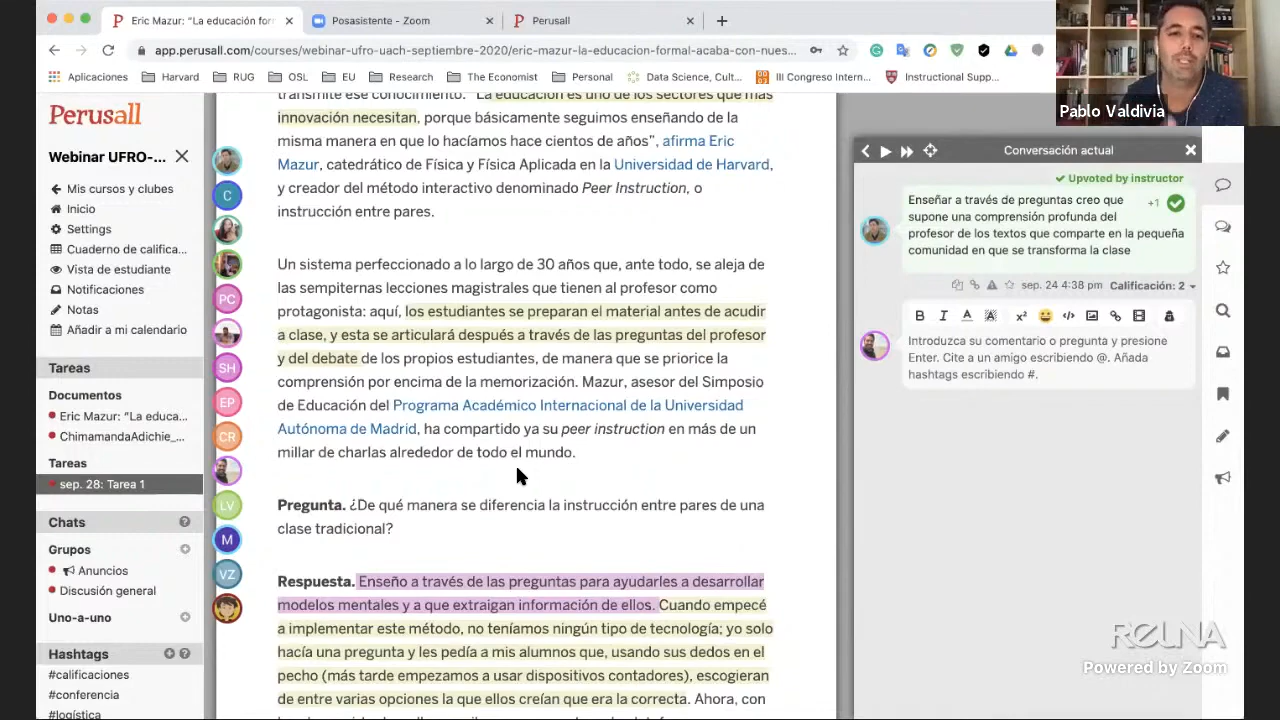 Eric Mazur: "La educación for
Posasistente - Zoom
Perusall
app.perusall.com/courses/webinar-ufro-uach-septiembre-2020/eric-mazur-la-educacion-formal-acaba-con-nues...
Aplicaciones
Harvard
RUG
OSL
EU
Research
The Economist
Personal
Data Science, Cult...
III Congreso Intern...
Instructional Supp...
Pablo Valdivia
Perusall
Webinar UFRO-...
Mis cursos y clubes
Inicio
Settings
Cuaderno de califica...
Vista de estudiante
Notificaciones
Notas
Añadir a mi calendario
Tareas
Documentos
Eric Mazur: "La educa...
ChimamandaAdichie_...
Tareas
sep. 28: Tarea 1
Chats
Grupos
Anuncios
Discusión general
Uno-a-uno
Hashtags
#calificaciones
#conferencia
#logística
C
PC
SH
EP
CR
LV
M
VZ
transmite ese conocimiento. "La educación es uno de los sectores que más
innovación necesitan, porque básicamente seguimos enseñando de la
misma manera en que lo hacíamos hace cientos de años", afirma Eric
Mazur, catedrático de Física y Física Aplicada en la Universidad de Harvard,
y creador del método interactivo denominado Peer Instruction, o
instrucción entre pares.
Un sistema perfeccionado a lo largo de 30 años que, ante todo, se aleja de
las sempiternas lecciones magistrales que tienen al profesor como
protagonista: aquí, los estudiantes se preparan el material antes de acudir
a clase, y esta se articulará después a través de las preguntas del profesor
y del debate de los propios estudiantes, de manera que se priorice la
comprensión por encima de la memorización. Mazur, asesor del Simposio
de Educación del Programa Académico Internacional de la Universidad
Autónoma de Madrid, ha compartido ya su peer instruction en más de un
millar de charlas alrededor de todo el mundo.
Pregunta. ¿De qué manera se diferencia la instrucción entre pares de una
clase tradicional?
Respuesta. Enseño a través de las preguntas para ayudarles a desarrollar
modelos mentales y a que extraigan información de ellos. Cuando empecé
a implementar este método, no teníamos ningún tipo de tecnología; yo solo
hacía una pregunta y les pedía a mis alumnos que, usando sus dedos en el
pecho (más tarde empezamos a usar dispositivos contadores), escogieran
de entre varias opciones la que ellos creían que era la correcta. Ahora, con
Conversación actual
Upvoted by instructor
Enseñar a través de preguntas creo que
supone una comprensión profunda del
profesor de los textos que comparte en la pequeña
comunidad en que se transforma la clase
+1
sep. 24 4:38 pm Calificación: 2
Introduzca su comentario o pregunta y presione
Enter. Cite a un amigo escribiendo @. Añada
hashtags escribiendo #.
REUNA
Powered by Zoom